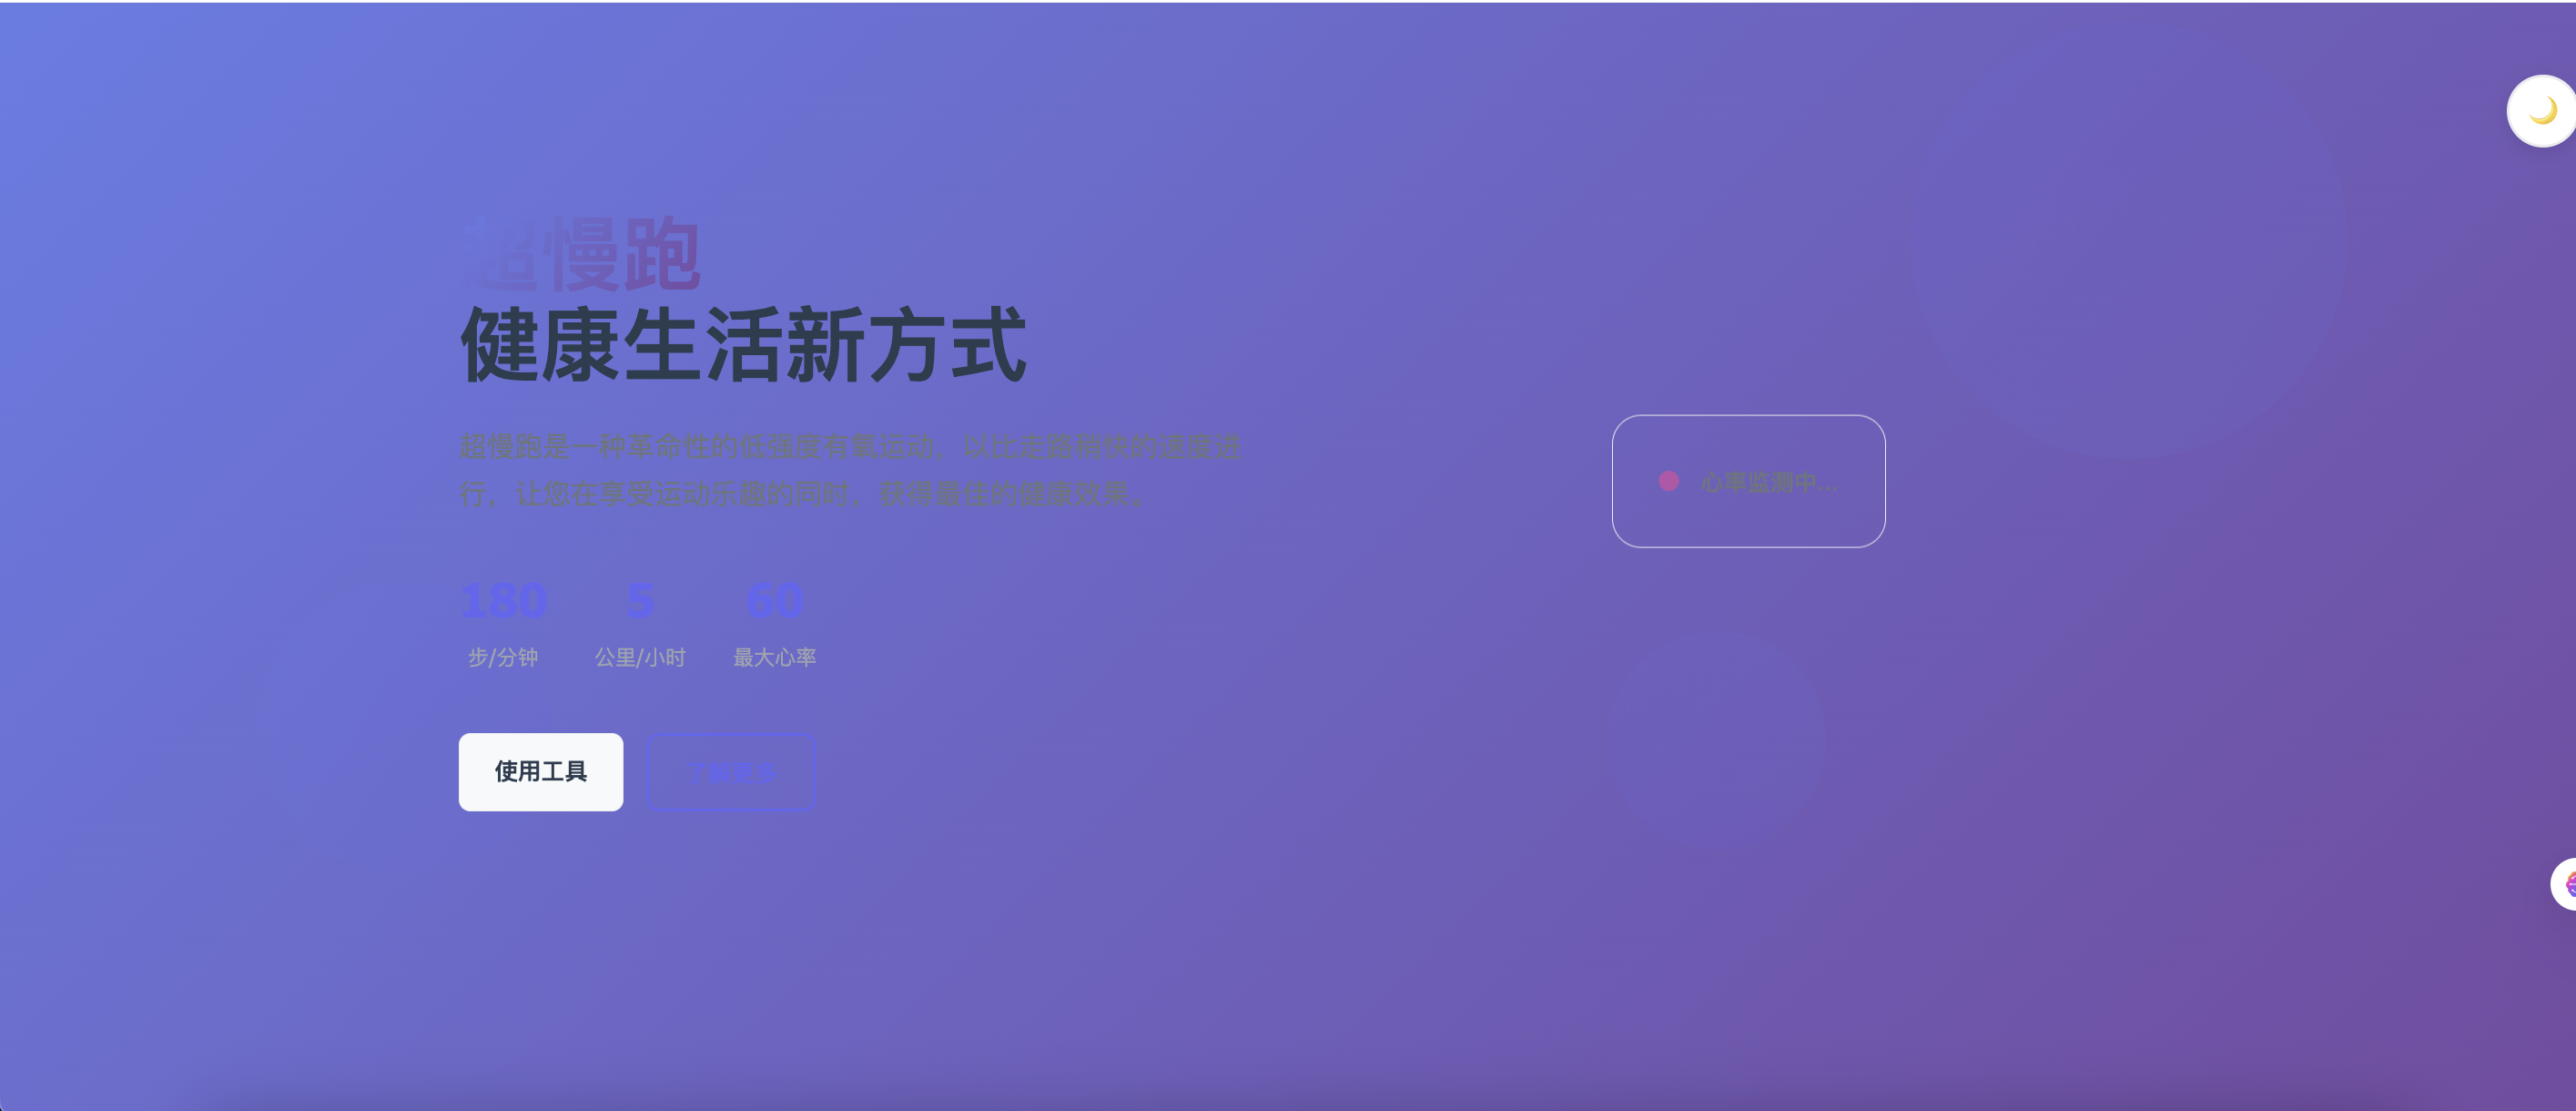 超慢跑
健康生活新方式
超慢跑是一种革命性的低强度有氧运动，以比走路稍快的速度进
行，让您在享受运动乐趣的同时，获得最佳的健康效果。
心率监测中...
180 5 60
步/分钟 公里/小时 最大心率
使用工具 了解更多